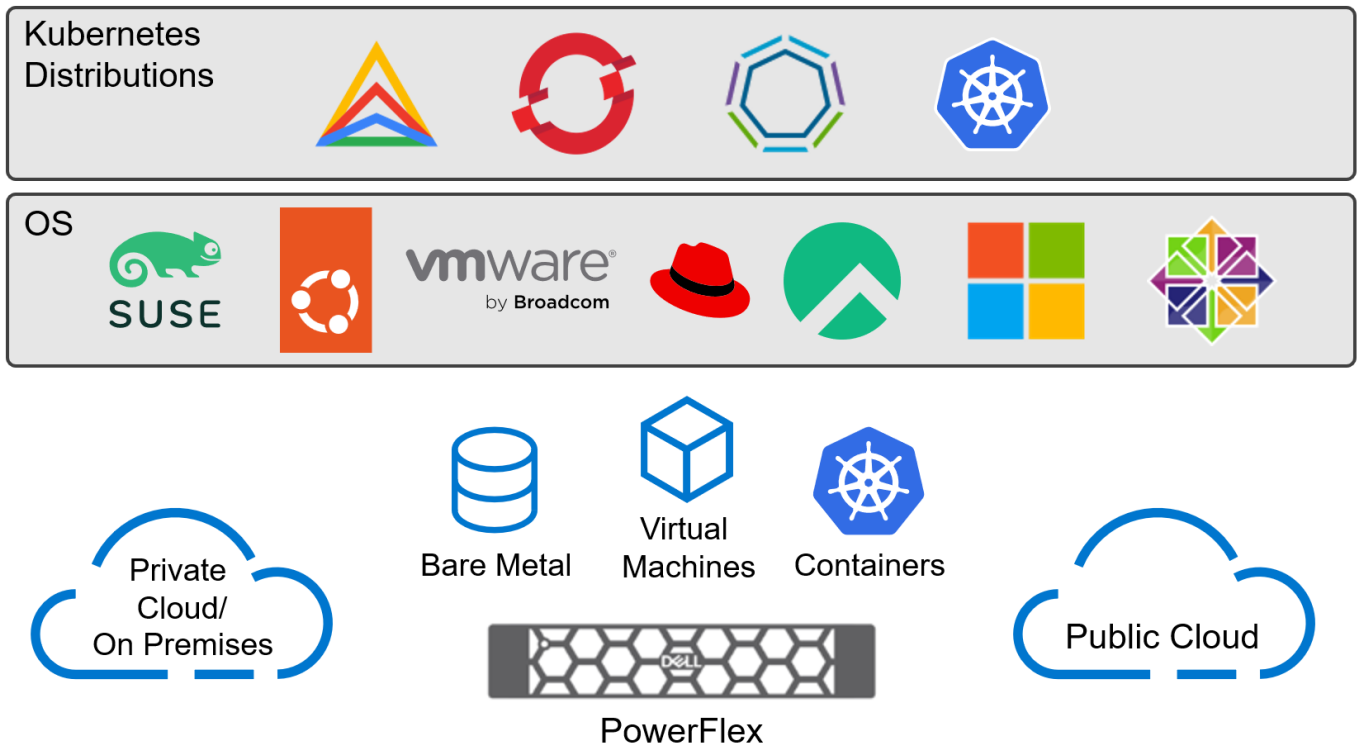 Kubernetes
Distributions
OS
SUSE
vmware®
by Broadcom
Bare Metal
Virtual
Machines
Containers
Private
Cloud/
On Premises
Public Cloud
DELL
PowerFlex